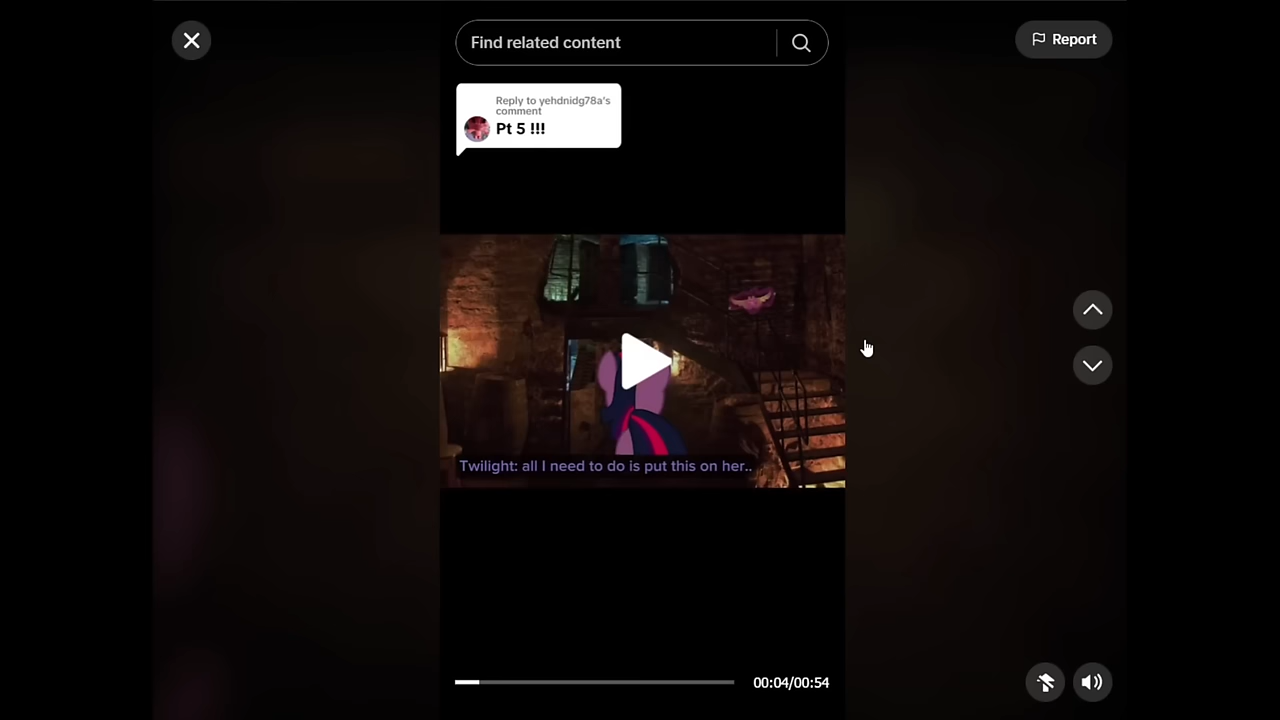 Find related content
Report
Reply to yehdnidg78a's
comment
Pt 5 !!!
Twilight: all I need to do is put this on her..
00:04/00:54